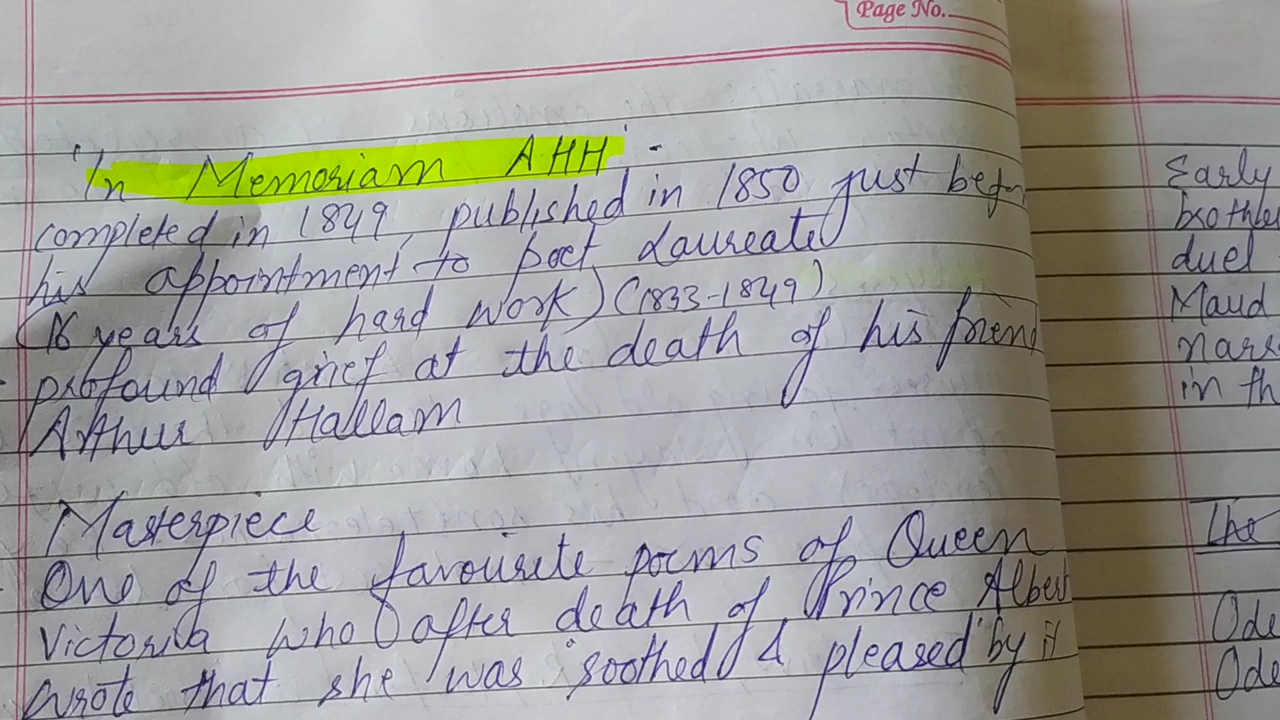 Page No.
'In Memoriam AHH' -
completed in 1849, published in 1850 just before
his appointment to poet Laureate
(16 years of hard work) (1833-1849)
profound grief at the death of his friend
Arthur Hallam
Masterpiece
One of the favourite poems of Queen
Victoria who after death of Prince Albert
wrote that she was 'soothed & pleased' by it
Early
duel
Maud
in th
The
Ode
Ode